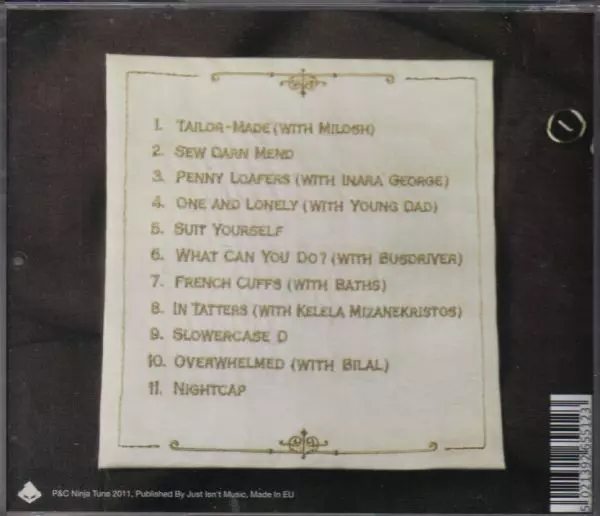 1. TAILOR-MADE (WITH MILOSH)
2. SEW DARN MEND
3. PENNY LOAFERS (WITH INARA GEORGE)
4. ONE AND LONELY (WITH YOUNG DAD)
5. SUIT YOURSELF
6. WHAT CAN YOU DO? (WITH BUSDRIVER)
7. FRENCH CUFFS (WITH BATHS)
8. IN TATTERS (WITH KELELA MIZANEKRISTOS)
9. SLOWERCASE D
10. OVERWHELMED (WITH BILAL)
11. NIGHTCAP
P&C Ninja Tune 2011, Published By Just Isn't Music, Made In EU
5 021392 655123